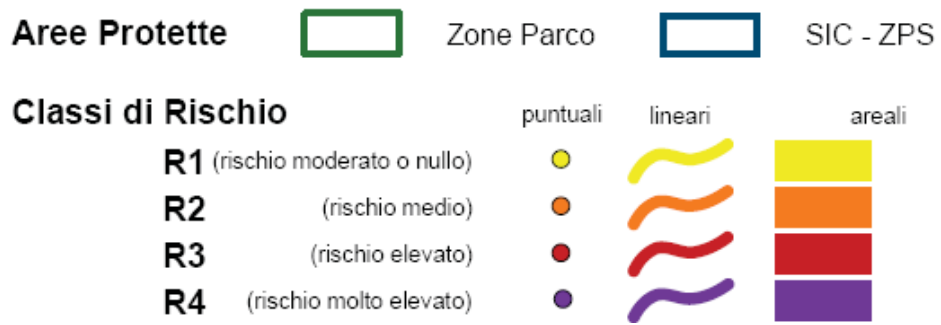 Aree Protette Zone Parco SIC - ZPS
Classi di Rischio puntuali lineari areali
R1 (rischio moderato o nullo)
R2 (rischio medio)
R3 (rischio elevato)
R4 (rischio molto elevato)